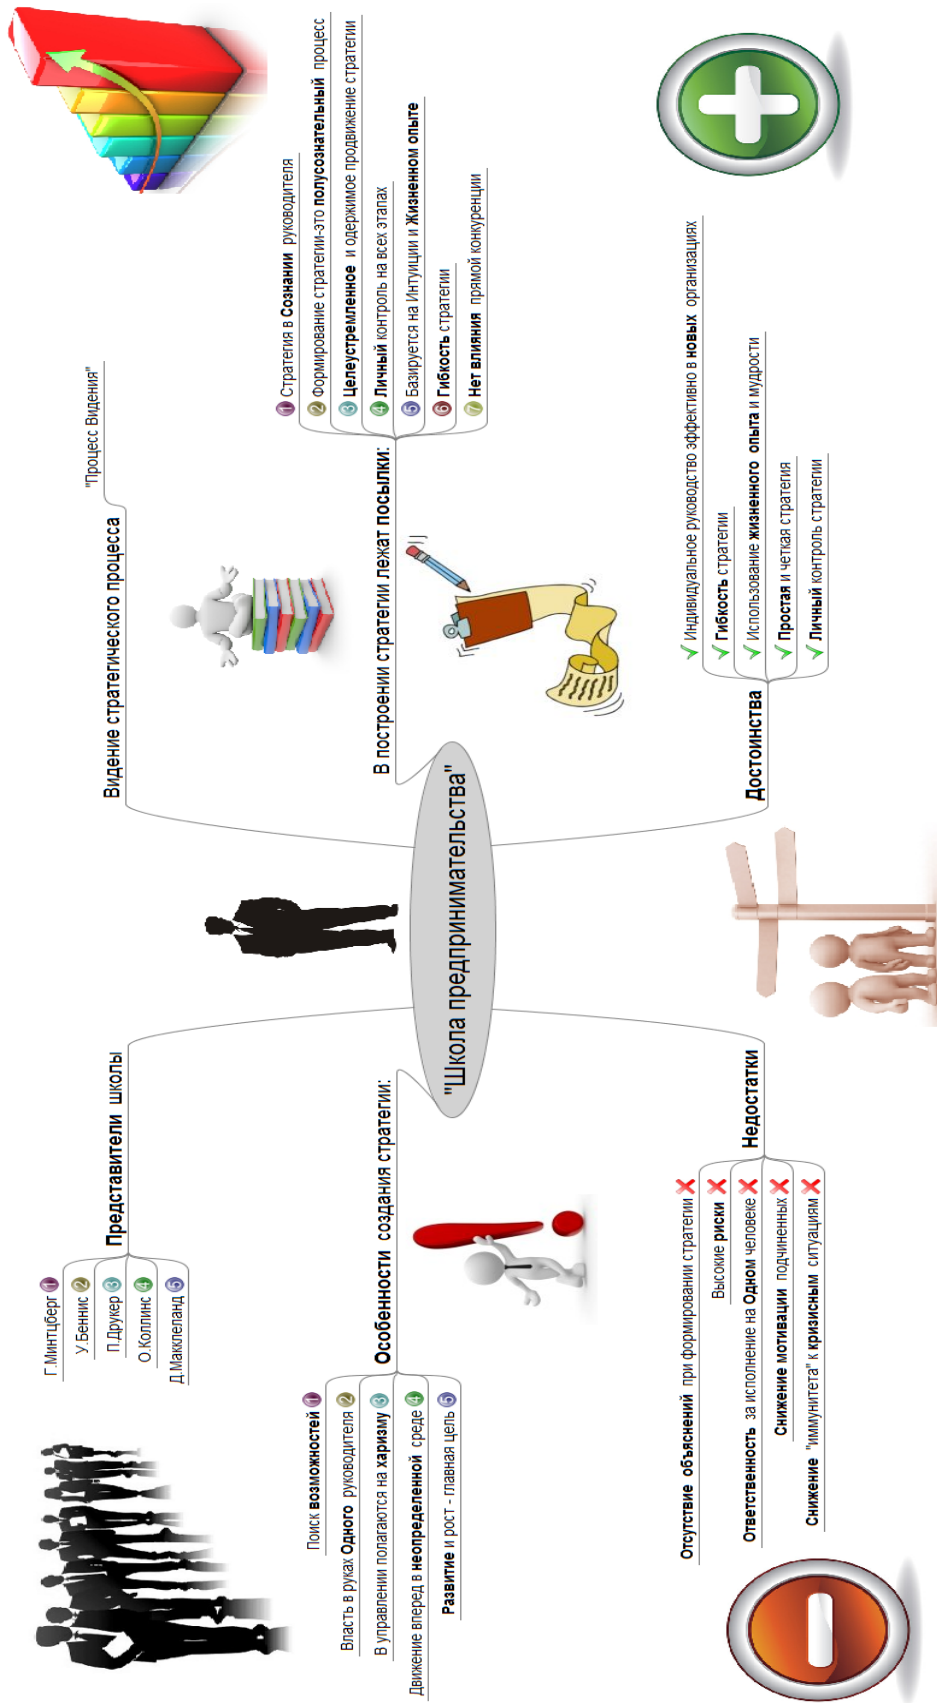 "Школа предпринимательства"
Видение стратегического процесса
"Процесс Видения"
В построении стратегии лежат посылки:
1 Стратегия в Сознании руководителя
2 Формирование стратегии-это полусознательный процесс
3 Целеустремленное и одержимое продвижение стратегии
4 Личный контроль на всех этапах
5 Базируется на Интуиции и Жизненном опыте
6 Гибкость стратегии
7 Нет влияния прямой конкуренции
Достоинства
Индивидуальное руководство эффективно в новых организациях
Гибкость стратегии
Использование жизненного опыта и мудрости
Простая и четкая стратегия
Личный контроль стратегии
Представители школы
Г.Минтцберг 1
У.Беннис 2
П.Друкер 3
О.Коллинс 4
Д.Макклеланд 5
Особенности создания стратегии:
Поиск возможностей 1
Власть в руках Одного руководителя 2
В управлении полагаются на харизму 3
Движение вперед в неопределенной среде 4
Развитие и рост - главная цель 5
Недостатки
Отсутствие объяснений при формировании стратегии
Высокие риски
Ответственность за исполнение на Одном человеке
Снижение мотивации подчиненных
Снижение "иммунитета" к кризисным ситуациям